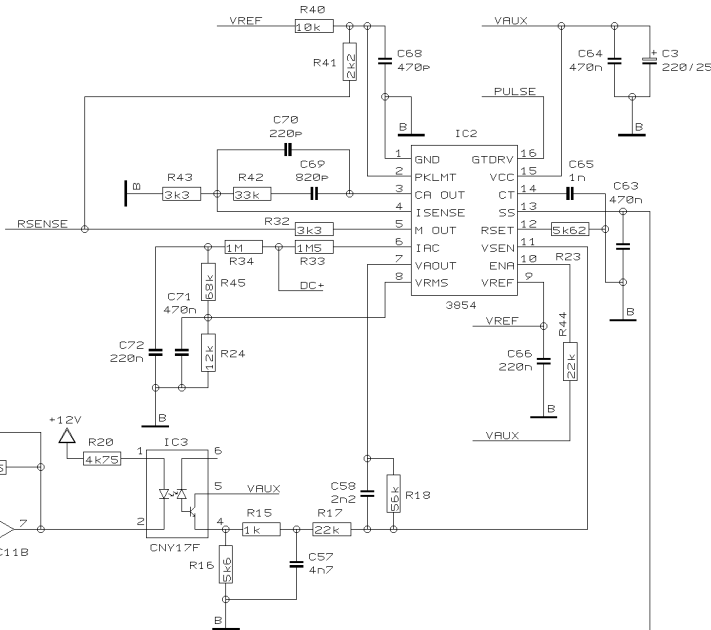 VREF
R40
10k
R41
2k2
C68
470p
VAUX
C64
470n
+
C3
220/25
PULSE
B
B
C70
220p
IC2
1 GND GTDRV 16
2 PKLMT VCC 15
3 CA OUT CT 14
4 ISENSE SS 13
5 M OUT RSET 12
6 IAC VSEN 11
7 VAOUT ENA 10
8 VRMS VREF 9
3854
C65
1n
C63
470n
C69
820p
B
R43
3k3
R42
33k
RSENSE
R32
3k3
5k62
R23
1M
R34
1M5
R33
DC+
68k
R45
C71
470n
B
C72
220n
12k
R24
B
VREF
C66
220n
R44
22k
B
VAUX
+12V
R20
4k75
IC3
1
2
6
5
4
VAUX
CNY17F
7
C11B
C58
2n2
56k
R18
R15
1k
R17
22k
R16
5k6
C57
4n7
B